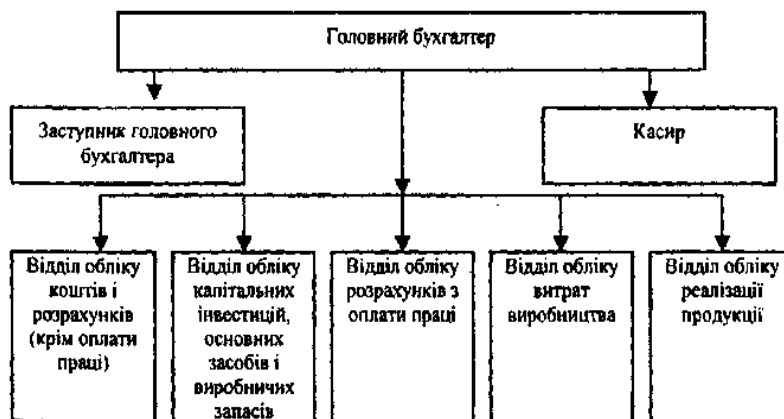 Головний бухгалтер
Заступник головного
бухгалтера
Касир
Відділ обліку
коштів і
розрахунків
(крім оплати
праці)
Відділ обліку
капітальних
інвестицій,
основних
засобів і
виробничих
запасів
Відділ обліку
розрахунків з
оплати праці
Відділ обліку
витрат
виробництва
Відділ обліку
реалізації
продукції